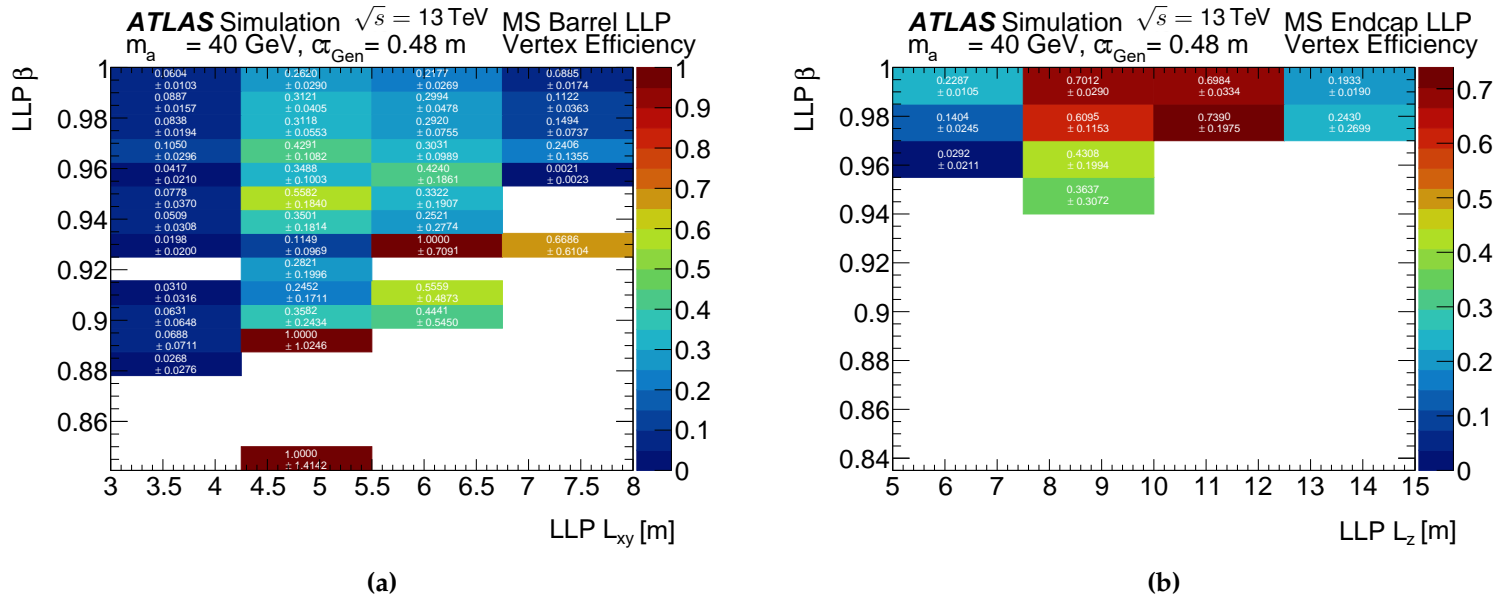 ATLAS Simulation √s = 13 TeV MS Barrel LLP
m_a = 40 GeV, cτ_Gen = 0.48 m Vertex Efficiency
LLP β
1
0.98
0.96
0.94
0.92
0.9
0.88
0.86
0.0604 ± 0.0103
0.2620 ± 0.0290
0.2177 ± 0.0269
0.0885 ± 0.0174
0.0887 ± 0.0157
0.3121 ± 0.0405
0.2994 ± 0.0478
0.1122 ± 0.0363
0.0838 ± 0.0194
0.3118 ± 0.0553
0.2920 ± 0.0755
0.1494 ± 0.0737
0.1050 ± 0.0296
0.4291 ± 0.1082
0.3031 ± 0.0989
0.2406 ± 0.1355
0.0417 ± 0.0210
0.3488 ± 0.1003
0.4240 ± 0.1861
0.0021 ± 0.0023
0.0778 ± 0.0370
0.5582 ± 0.1840
0.3322 ± 0.1907
0.0509 ± 0.0308
0.3501 ± 0.1814
0.2521 ± 0.2774
0.0198 ± 0.0200
0.1149 ± 0.0969
1.0000 ± 0.7091
0.6686 ± 0.6104
0.2821 ± 0.1996
0.0310 ± 0.0316
0.2452 ± 0.1711
0.5559 ± 0.4873
0.0631 ± 0.0648
0.3582 ± 0.2434
0.4441 ± 0.5450
0.0688 ± 0.0711
1.0000 ± 1.0246
0.0268 ± 0.0276
1.0000 ± 1.4142
3 3.5 4 4.5 5 5.5 6 6.5 7 7.5 8
LLP L_xy [m]
1
0.9
0.8
0.7
0.6
0.5
0.4
0.3
0.2
0.1
0
(a)
ATLAS Simulation √s = 13 TeV MS Endcap LLP
m_a = 40 GeV, cτ_Gen = 0.48 m Vertex Efficiency
LLP β
1
0.98
0.96
0.94
0.92
0.9
0.88
0.86
0.84
0.2287 ± 0.0105
0.7012 ± 0.0290
0.6984 ± 0.0334
0.1933 ± 0.0190
0.1404 ± 0.0245
0.6095 ± 0.1153
0.7390 ± 0.1975
0.2430 ± 0.2699
0.0292 ± 0.0211
0.4308 ± 0.1994
0.3637 ± 0.3072
5 6 7 8 9 10 11 12 13 14 15
LLP L_z [m]
0.7
0.6
0.5
0.4
0.3
0.2
0.1
0
(b)